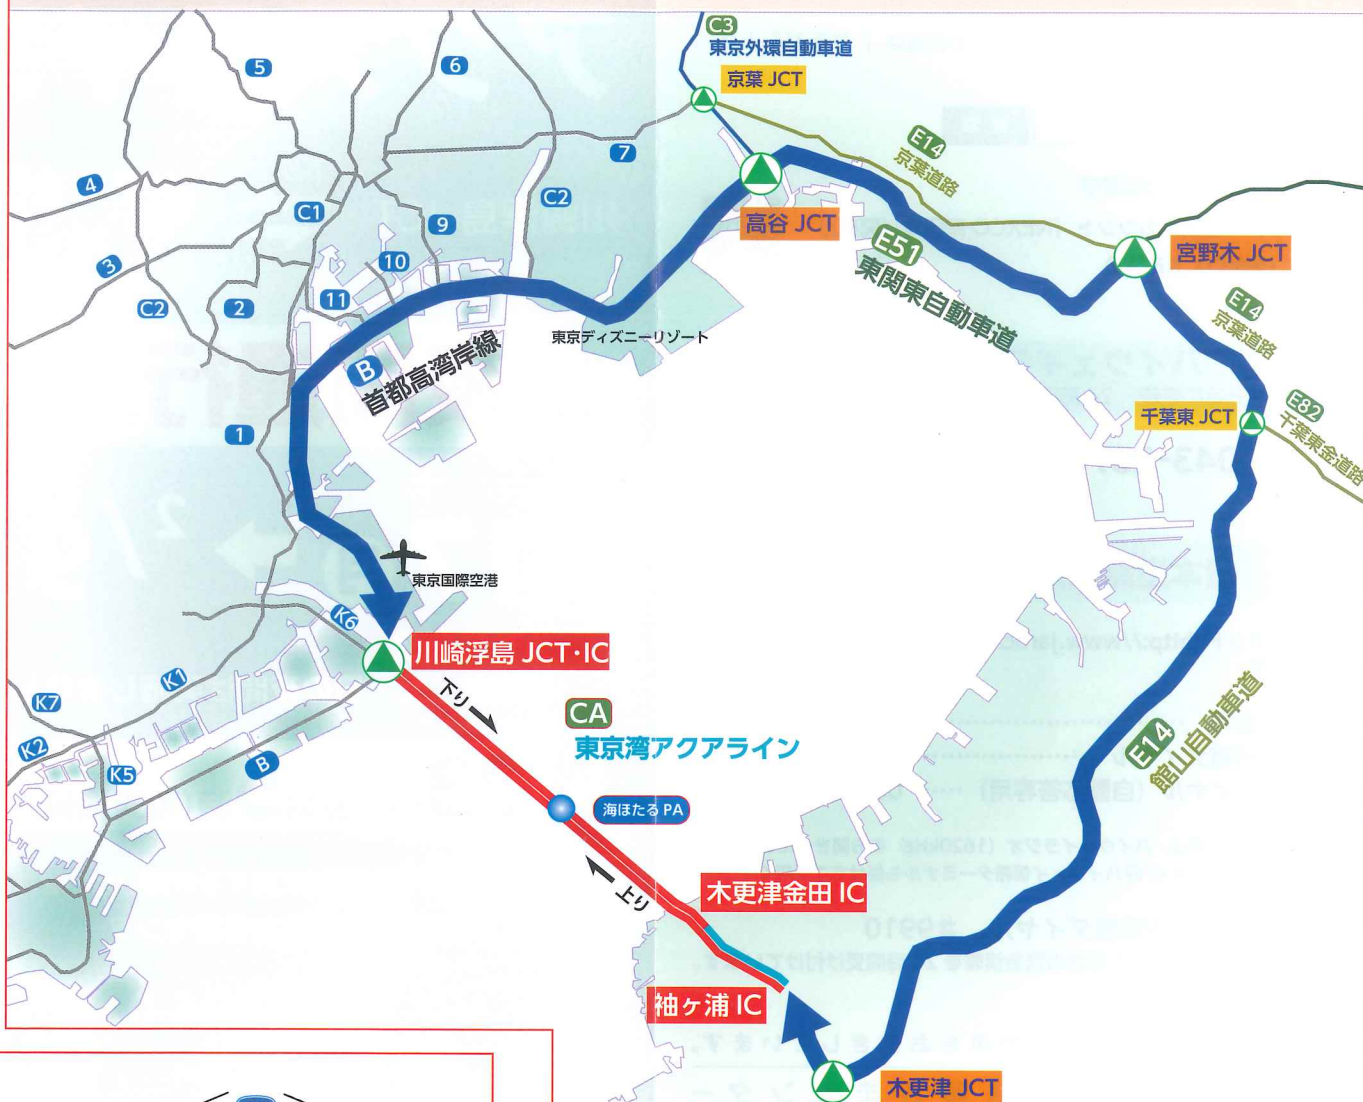 C3
東京外環自動車道
京葉 JCT
5
6
7
4
C1
9
C2
E14
京葉道路
高谷 JCT
E51
東関東自動車道
宮野木 JCT
3
10
C2
2
11
東京ディズニーリゾート
B
首都高湾岸線
E14
京葉道路
千葉東 JCT
E82
千葉東金道路
1
東京国際空港
K6
川崎浮島 JCT・IC
下り
K7
K1
K2
K5
B
CA
東京湾アクアライン
海ほたる PA
上り
E14
館山自動車道
木更津金田 IC
袖ヶ浦 IC
木更津 JCT